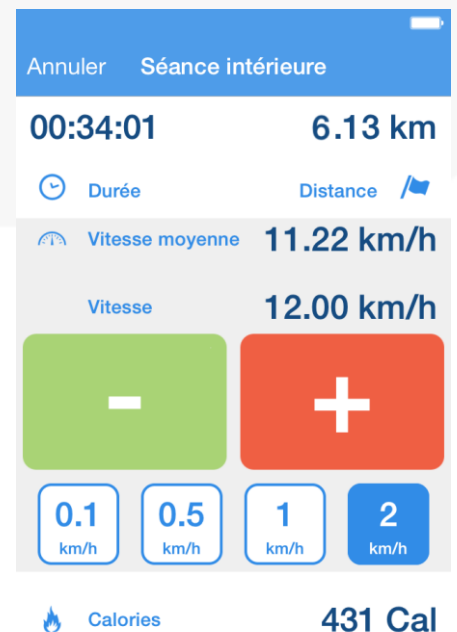 Annuler Séance intérieure
00:34:01 6.13 km
Durée Distance
Vitesse moyenne 11.22 km/h
Vitesse 12.00 km/h
- +
0.1 0.5 1 2
km/h km/h km/h km/h
Calories 431 Cal